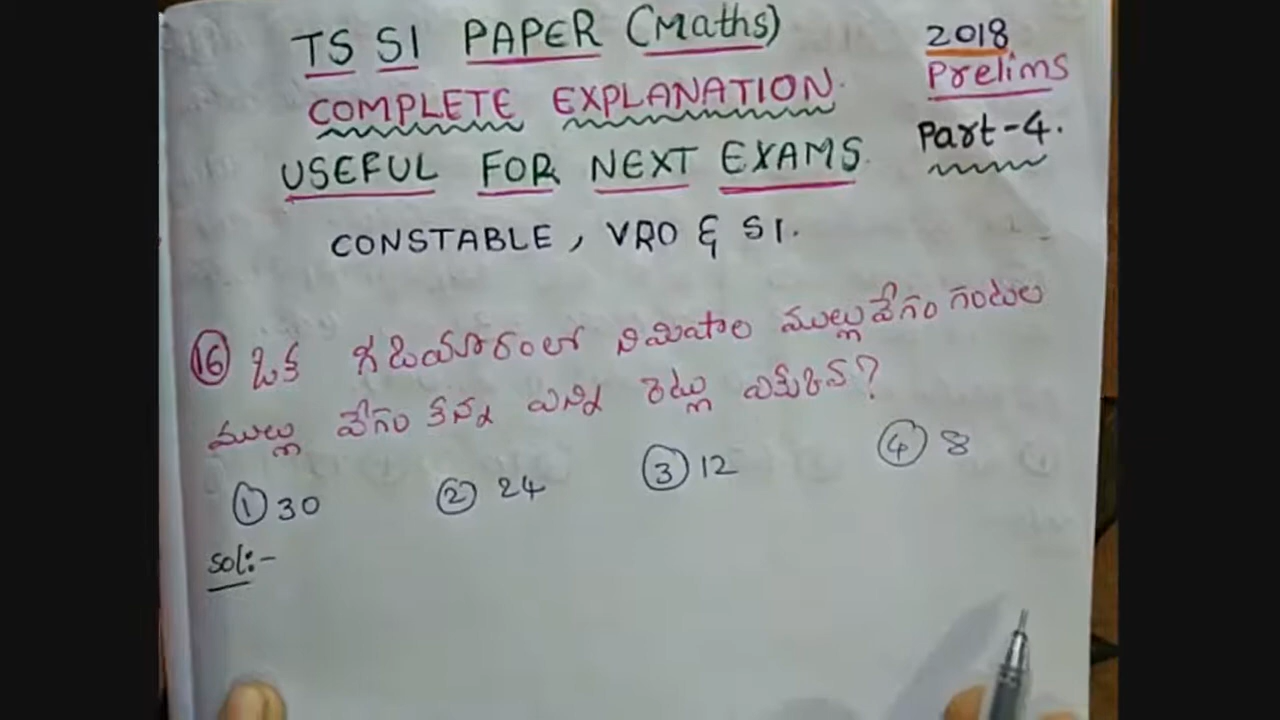 TS SI PAPER (Maths)
2018
Prelims
COMPLETE EXPLANATION.
Part-4.
USEFUL FOR NEXT EXAMS.
CONSTABLE, VRO & SI.
16 ఒక గడియారంలో నిమిషాల ముల్లు వేగం గంటల
ముల్లు వేగం కన్న ఎన్ని రెట్లు ఎక్కువ?
1 30 2 24 3 12 4 8
Sol:-